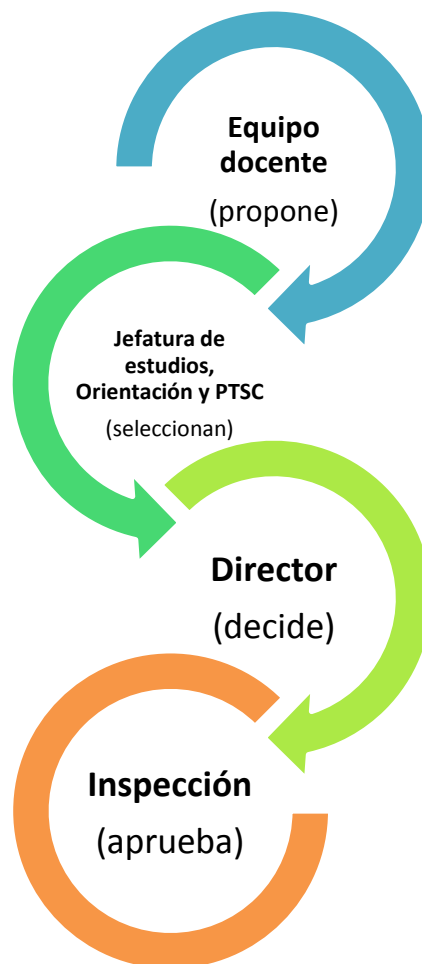 Equipo
docente
(propone)
Jefatura de
estudios,
Orientación y PTSC
(seleccionan)
Director
(decide)
Inspección
(aprueba)